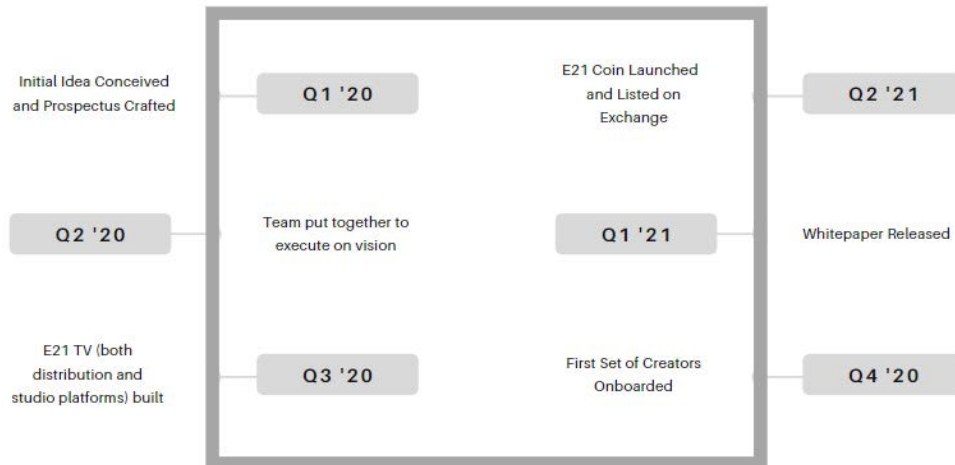 Initial Idea Conceived
and Prospectus Crafted
Q1 '20
E21 Coin Launched
and Listed on
Exchange
Q2 '21
Q2 '20
Team put together to
execute on vision
Q1 '21
Whitepaper Released
E21 TV (both
distribution and
studio platforms) built
Q3 '20
First Set of Creators
Onboarded
Q4 '20